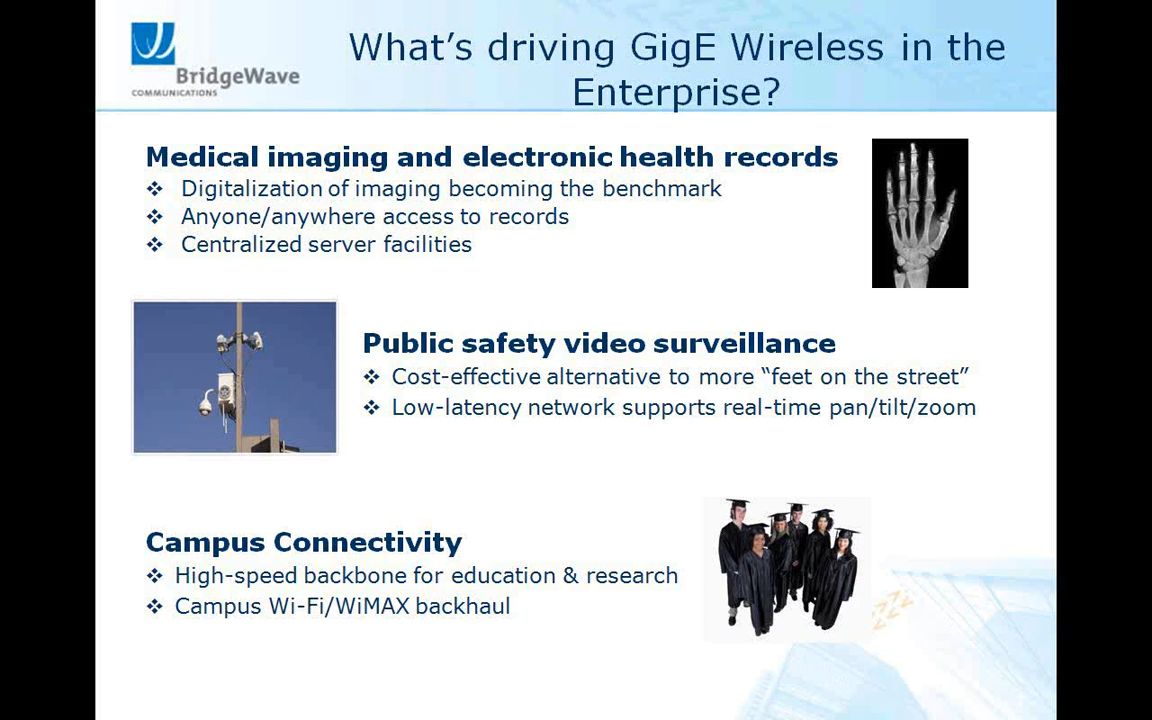 BridgeWave
COMMUNICATIONS
What's driving GigE Wireless in the
Enterprise?
Medical imaging and electronic health records
❖ Digitalization of imaging becoming the benchmark
❖ Anyone/anywhere access to records
❖ Centralized server facilities
Public safety video surveillance
❖ Cost-effective alternative to more “feet on the street”
❖ Low-latency network supports real-time pan/tilt/zoom
Campus Connectivity
❖ High-speed backbone for education & research
❖ Campus Wi-Fi/WiMAX backhaul